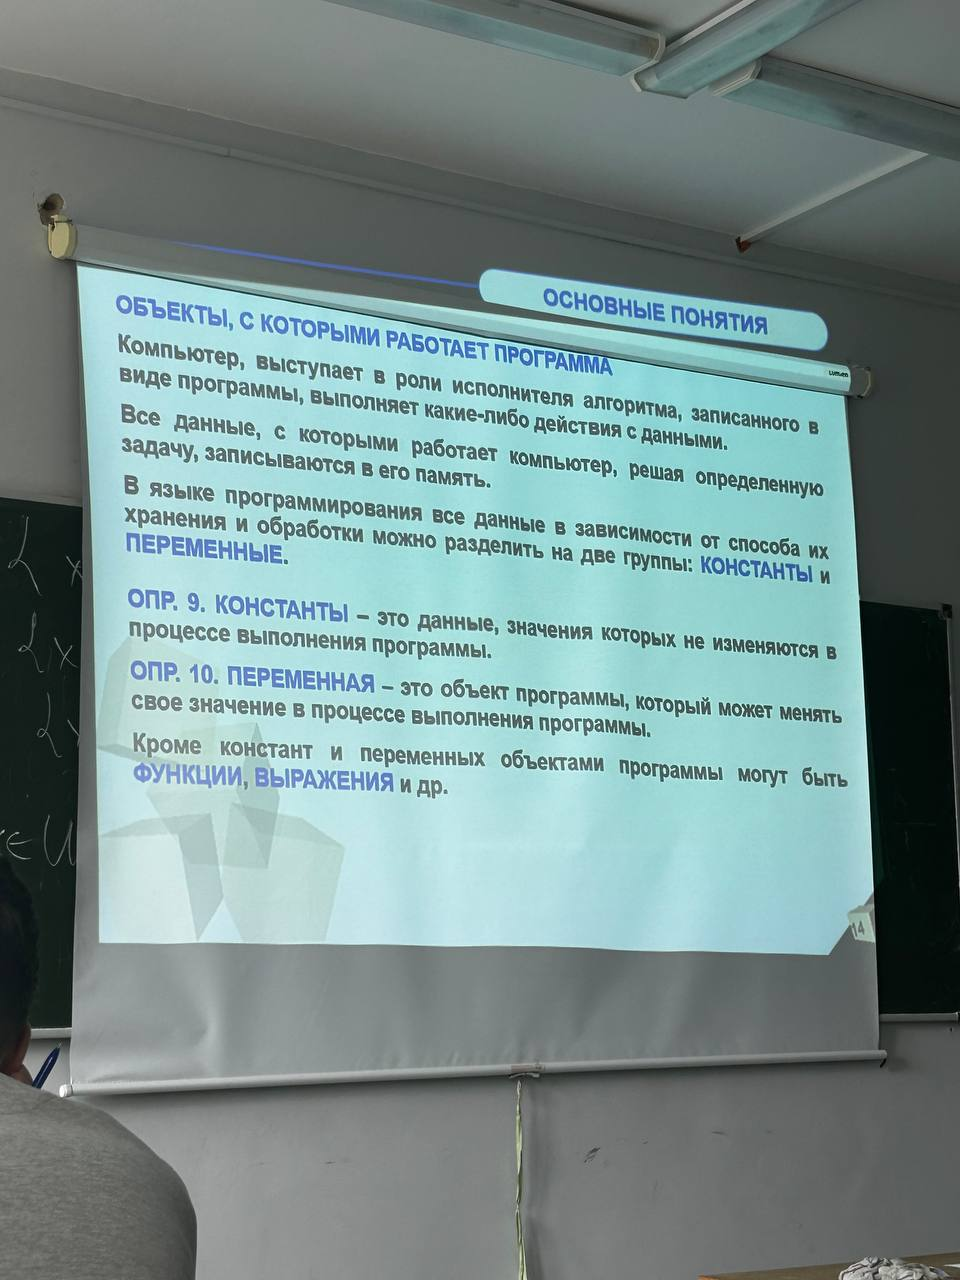 ОСНОВНЫЕ ПОНЯТИЯ
Lumien
ОБЪЕКТЫ, С КОТОРЫМИ РАБОТАЕТ ПРОГРАММА
Компьютер, выступает в роли исполнителя алгоритма, записанного в
виде программы, выполняет какие-либо действия с данными.
Все данные, с которыми работает компьютер, решая определенную
задачу, записываются в его память.
В языке программирования все данные в зависимости от способа их
хранения и обработки можно разделить на две группы: КОНСТАНТЫ и
ПЕРЕМЕННЫЕ.
ОПР. 9. КОНСТАНТЫ – это данные, значения которых не изменяются в
процессе выполнения программы.
ОПР. 10. ПЕРЕМЕННАЯ – это объект программы, который может менять
свое значение в процессе выполнения программы.
Кроме констант и переменных объектами программы могут быть
ФУНКЦИИ, ВЫРАЖЕНИЯ и др.
14